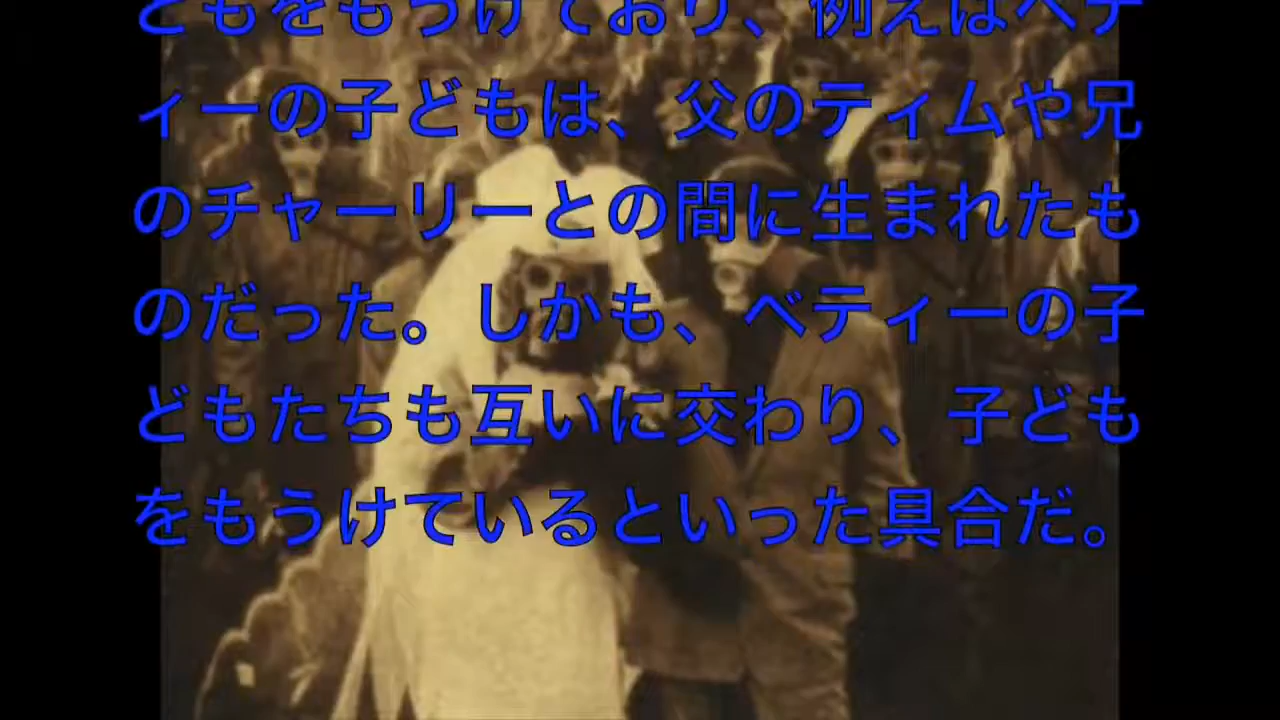 どもをもうけており、例えばベテ
ィーの子どもは、父のティムや兄
のチャーリーとの間に生まれたも
のだった。しかも、ベティーの子
どもたちも互いに交わり、子ども
をもうけているといった具合だ。